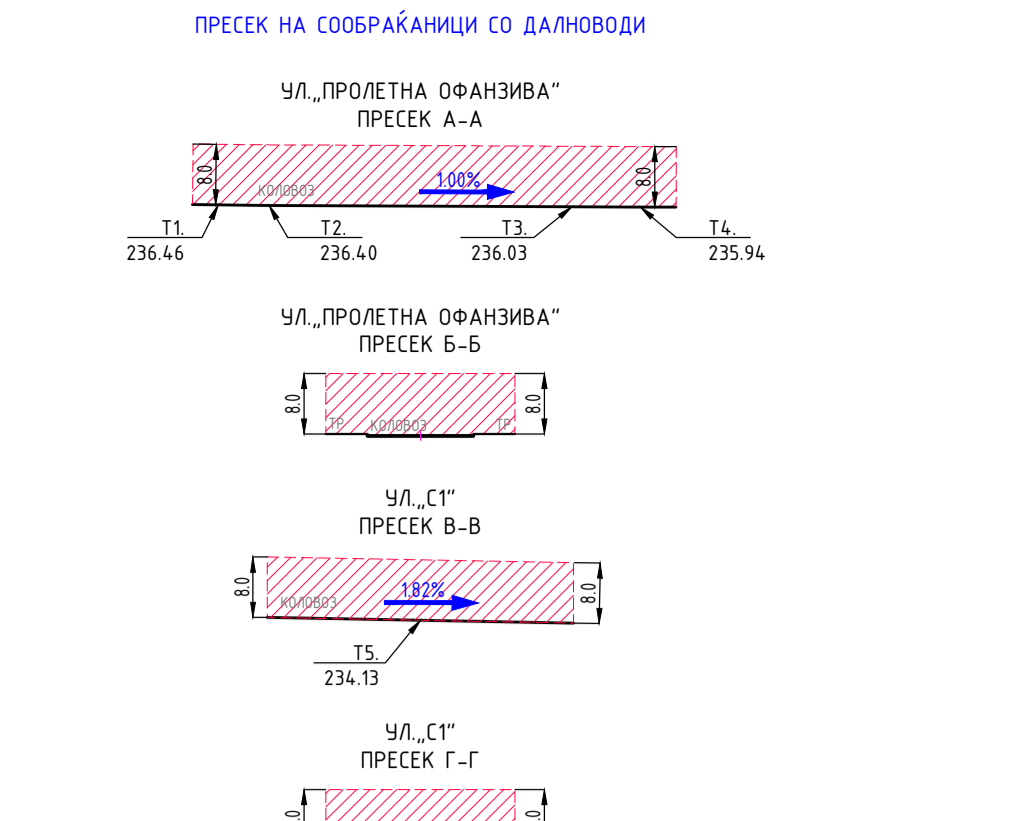 ПРЕСЕК НА СООБРАЌАНИЦИ СО ДАЛНОВОДИ
УЛ.„ПРОЛЕТНА ОФАНЗИВА"
ПРЕСЕК А-А
8.0
КОЛОВОЗ
1.00%
8.0
Т1.
236.46
Т2.
236.40
Т3.
236.03
Т4.
235.94
УЛ.„ПРОЛЕТНА ОФАНЗИВА"
ПРЕСЕК Б-Б
8.0
ТР
КОЛОВОЗ
ТР
8.0
УЛ.„С1"
ПРЕСЕК В-В
8.0
КОЛОВОЗ
1.82%
8.0
Т5.
234.13
УЛ.„С1"
ПРЕСЕК Г-Г